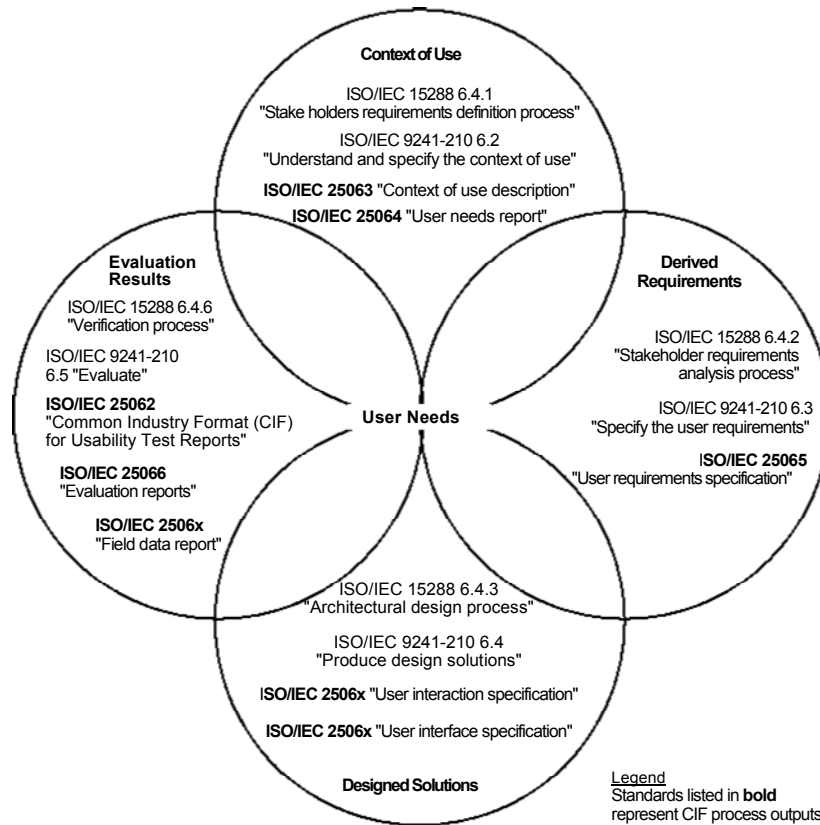 Context of Use
ISO/IEC 15288 6.4.1
"Stake holders requirements definition process"
ISO/IEC 9241-210 6.2
"Understand and specify the context of use"
ISO/IEC 25063 "Context of use description"
ISO/IEC 25064 "User needs report"
Evaluation
Results
ISO/IEC 15288 6.4.6
"Verification process"
ISO/IEC 9241-210
6.5 "Evaluate"
ISO/IEC 25062
"Common Industry Format (CIF)
for Usability Test Reports"
ISO/IEC 25066
"Evaluation reports"
ISO/IEC 2506x
"Field data report"
User Needs
Derived
Requirements
ISO/IEC 15288 6.4.2
"Stakeholder requirements
analysis process"
ISO/IEC 9241-210 6.3
"Specify the user requirements"
ISO/IEC 25065
"User requirements specification"
ISO/IEC 15288 6.4.3
"Architectural design process"
ISO/IEC 9241-210 6.4
"Produce design solutions"
ISO/IEC 2506x "User interaction specification"
ISO/IEC 2506x "User interface specification"
Designed Solutions
Legend
Standards listed in bold
represent CIF process outputs